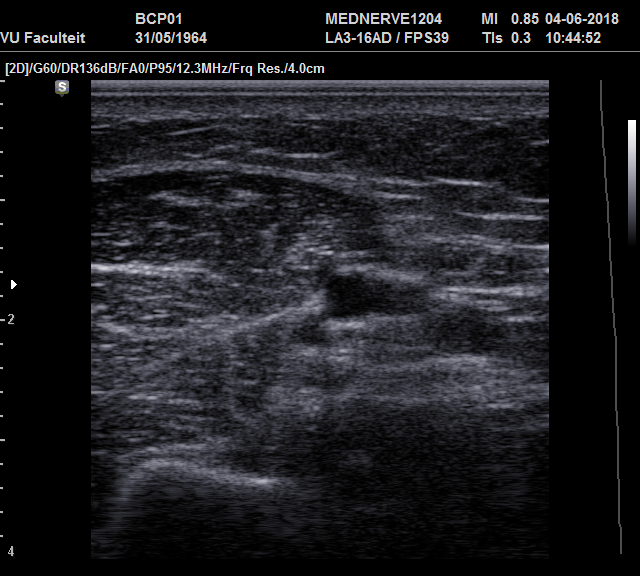 BCP01 MEDNERVE1204 MI 0.85 04-06-2018
VU Faculteit 31/05/1964 LA3-16AD / FPS39 TIs 0.3 10:44:52
[2D]/G60/DR136dB/FA0/P95/12.3MHz/Frq Res./4.0cm
S
2
4